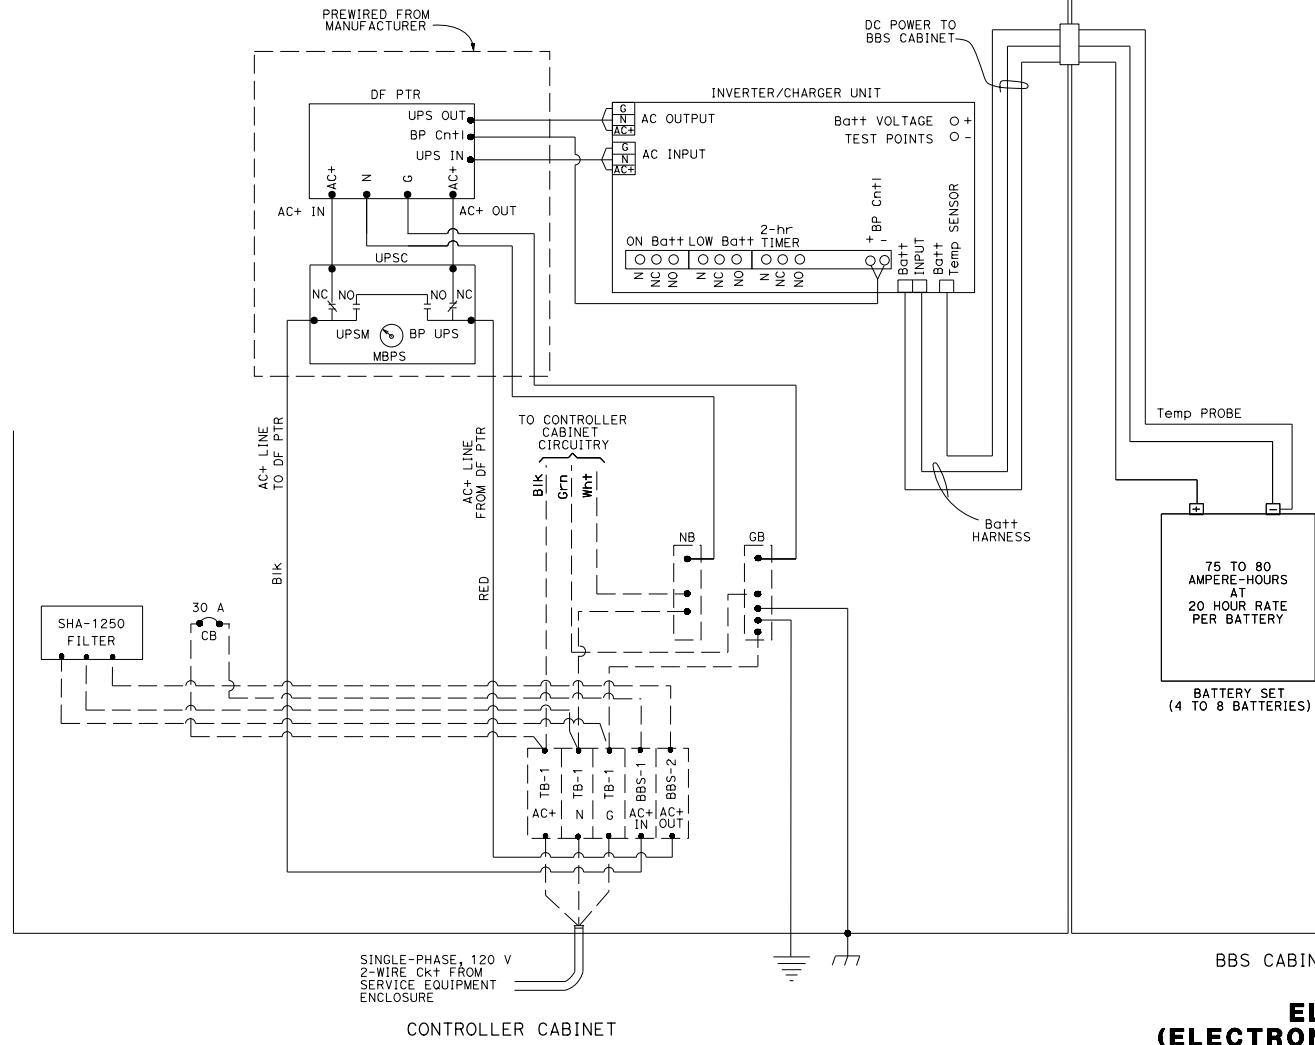 PREWIRED FROM
MANUFACTURER
DC POWER TO
BBS CABINET
DF PTR
UPS OUT
BP Cntl
UPS IN
AC+
N
G
AC+
AC+ IN
AC+ OUT
INVERTER/CHARGER UNIT
G
N
AC+
AC OUTPUT
G
N
AC+
AC INPUT
Batt VOLTAGE
TEST POINTS
+
-
ON Batt
LOW Batt
2-hr
TIMER
N
NC
NO
N
NC
NO
N
NC
NO
+
-
BP Cntl
Batt
INPUT
Batt
Temp SENSOR
UPSC
NC
NO
NO
NC
UPSM
BP
UPS
MBPS
AC+ LINE
TO DF PTR
AC+ LINE
FROM DF PTR
TO CONTROLLER
CABINET
CIRCUITRY
Blk
Grn
Wht
Temp PROBE
Batt
HARNESS
+
-
75 TO 80
AMPERE-HOURS
AT
20 HOUR RATE
PER BATTERY
BATTERY SET
(4 TO 8 BATTERIES)
NB
GB
Blk
RED
SHA-1250
FILTER
30 A
CB
TB-1
AC+
TB-1
N
TB-1
G
BBS-1
AC+
IN
BBS-2
AC+
OUT
SINGLE-PHASE, 120 V
2-WIRE Ckt FROM
SERVICE EQUIPMENT
ENCLOSURE
CONTROLLER CABINET
BBS CABIN
EL
(ELECTRON